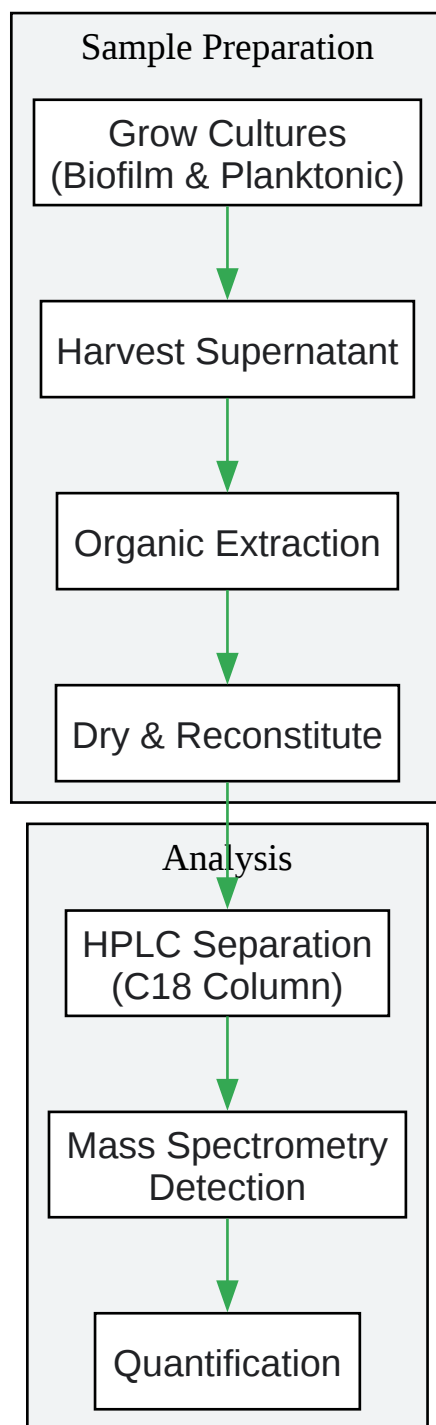 Sample Preparation
Grow Cultures
(Biofilm & Planktonic)
Harvest Supernatant
Organic Extraction
Dry & Reconstitute
Analysis
HPLC Separation
(C18 Column)
Mass Spectrometry
Detection
Quantification